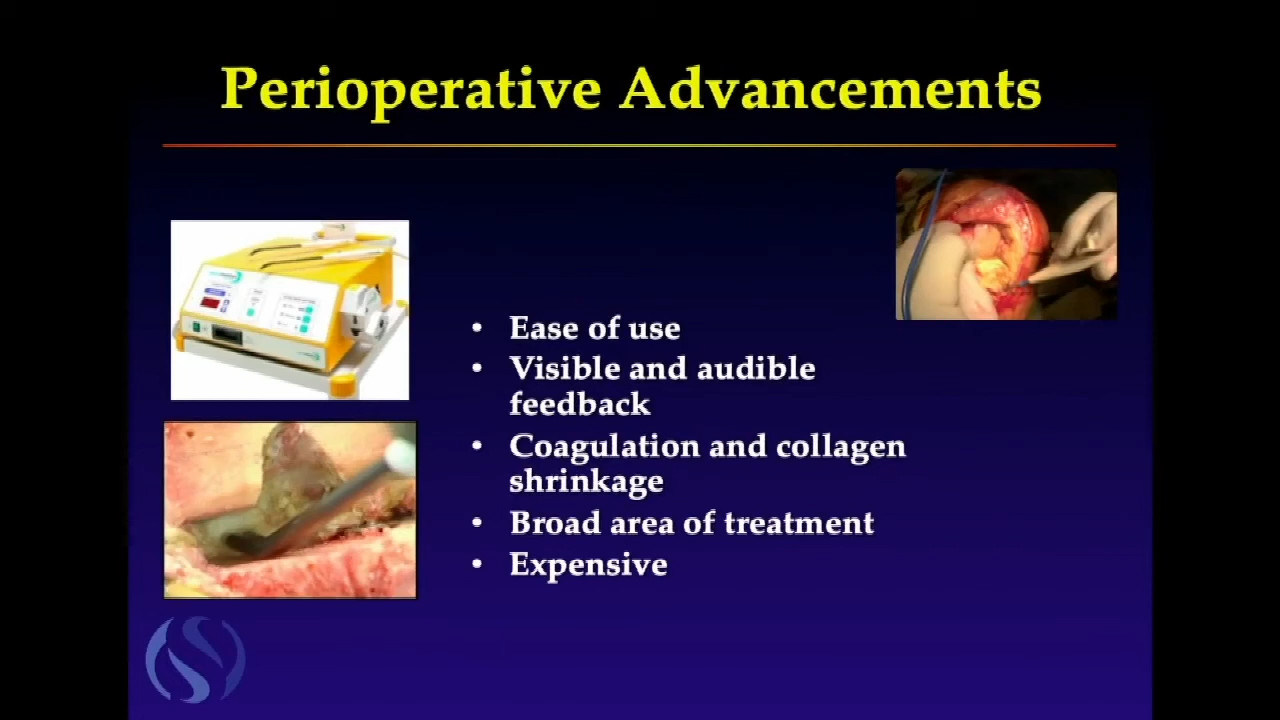 Perioperative Advancements
• Ease of use
• Visible and audible
feedback
• Coagulation and collagen
shrinkage
• Broad area of treatment
• Expensive